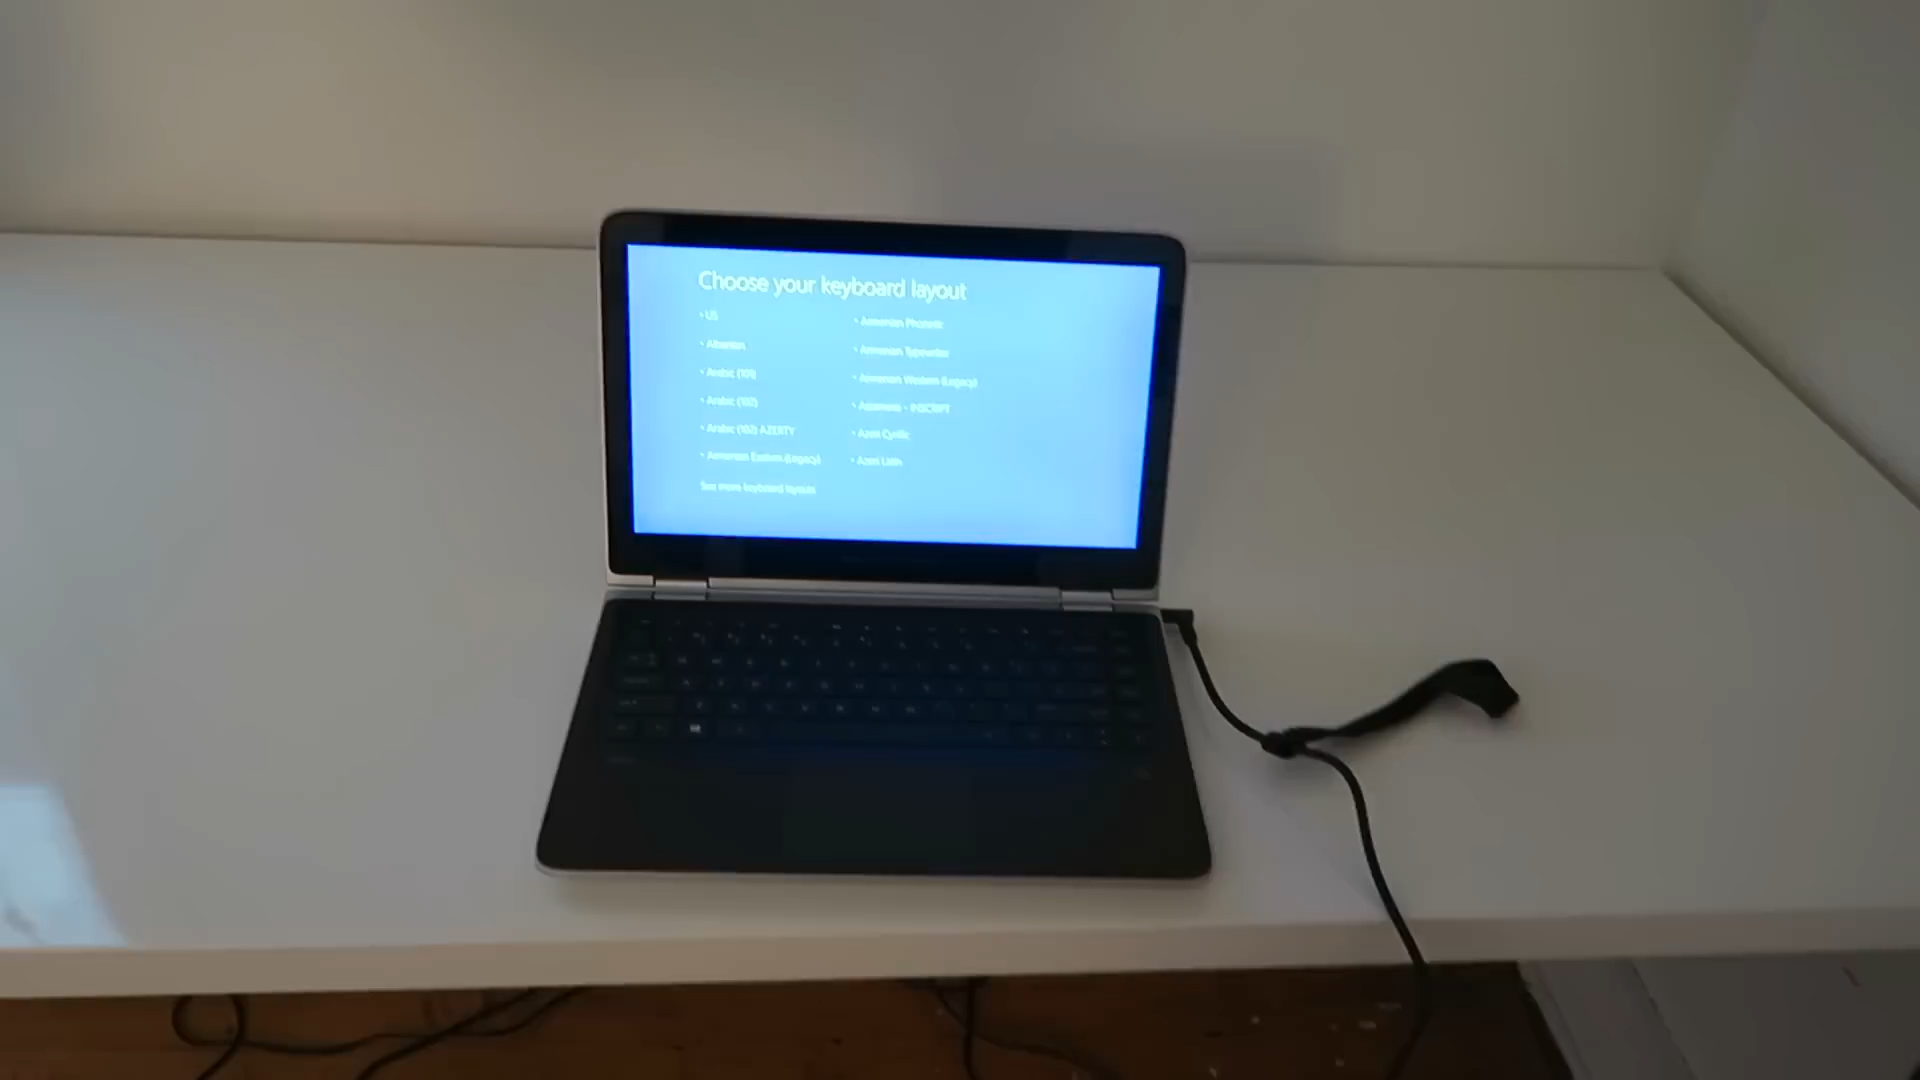 Choose your keyboard layout
US
Albanian
Arabic (101)
Arabic (102)
Arabic (102) AZERTY
Armenian Eastern (Legacy)
See more keyboard layouts
Armenian Phonetic
Armenian Typewriter
Armenian Western (Legacy)
Assamese - INSCRIPT
Azeri Cyrillic
Azeri Latin